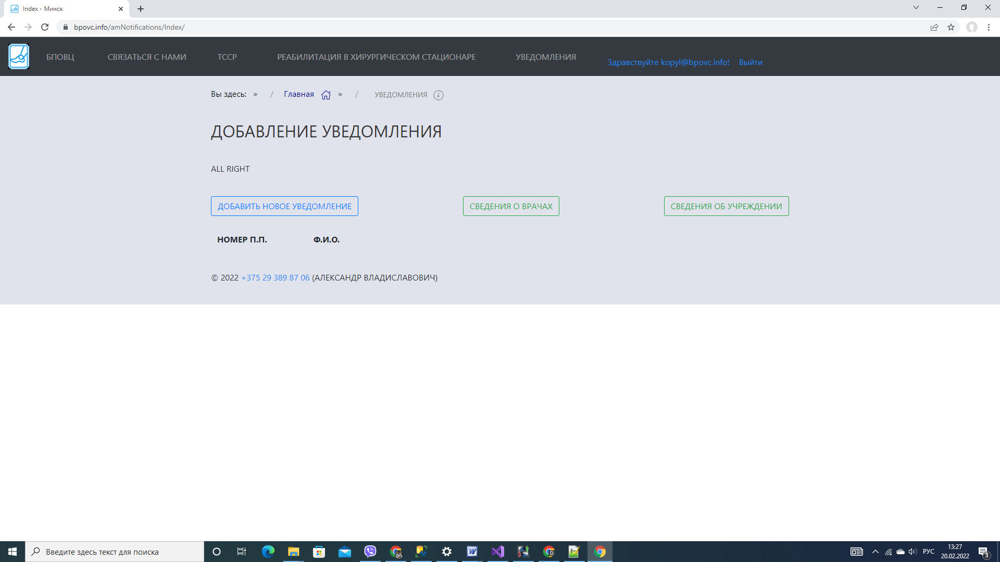 Index - Минск
bpovc.info/amNotifications/Index/
БПОВЦ СВЯЗАТЬСЯ С НАМИ ТССР РЕАБИЛИТАЦИЯ В ХИРУРГИЧЕСКОМ СТАЦИОНАРЕ УВЕДОМЛЕНИЯ Здравствуйте kopyl@bpovc.info! Выйти
Вы здесь: » / Главная » / УВЕДОМЛЕНИЯ
ДОБАВЛЕНИЕ УВЕДОМЛЕНИЯ
ALL RIGHT
ДОБАВИТЬ НОВОЕ УВЕДОМЛЕНИЕ СВЕДЕНИЯ О ВРАЧАХ СВЕДЕНИЯ ОБ УЧРЕЖДЕНИИ
НОМЕР П.П. Ф.И.О.
© 2022 +375 29 389 87 06 (АЛЕКСАНДР ВЛАДИСЛАВОВИЧ)
Введите здесь текст для поиска
РУС
13:27
20.02.2022
3